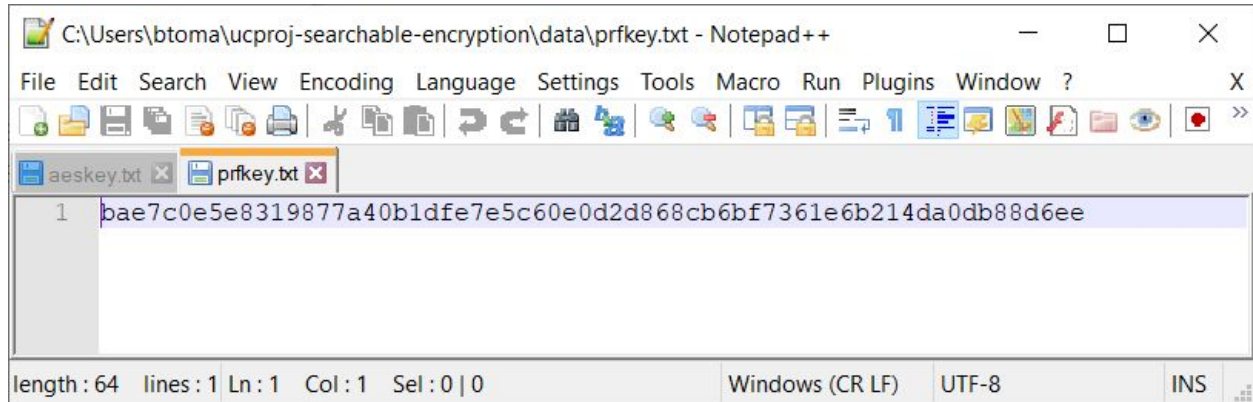 C:\Users\btoma\ucproj-searchable-encryption\data\prfkey.txt - Notepad++
File Edit Search View Encoding Language Settings Tools Macro Run Plugins Window ? X
aeskey.txt prfkey.txt
1 bae7c0e5e8319877a40b1dfe7e5c60e0d2d868cb6bf7361e6b214da0db88d6ee
length : 64 lines : 1 Ln : 1 Col : 1 Sel : 0 | 0 Windows (CR LF) UTF-8 INS